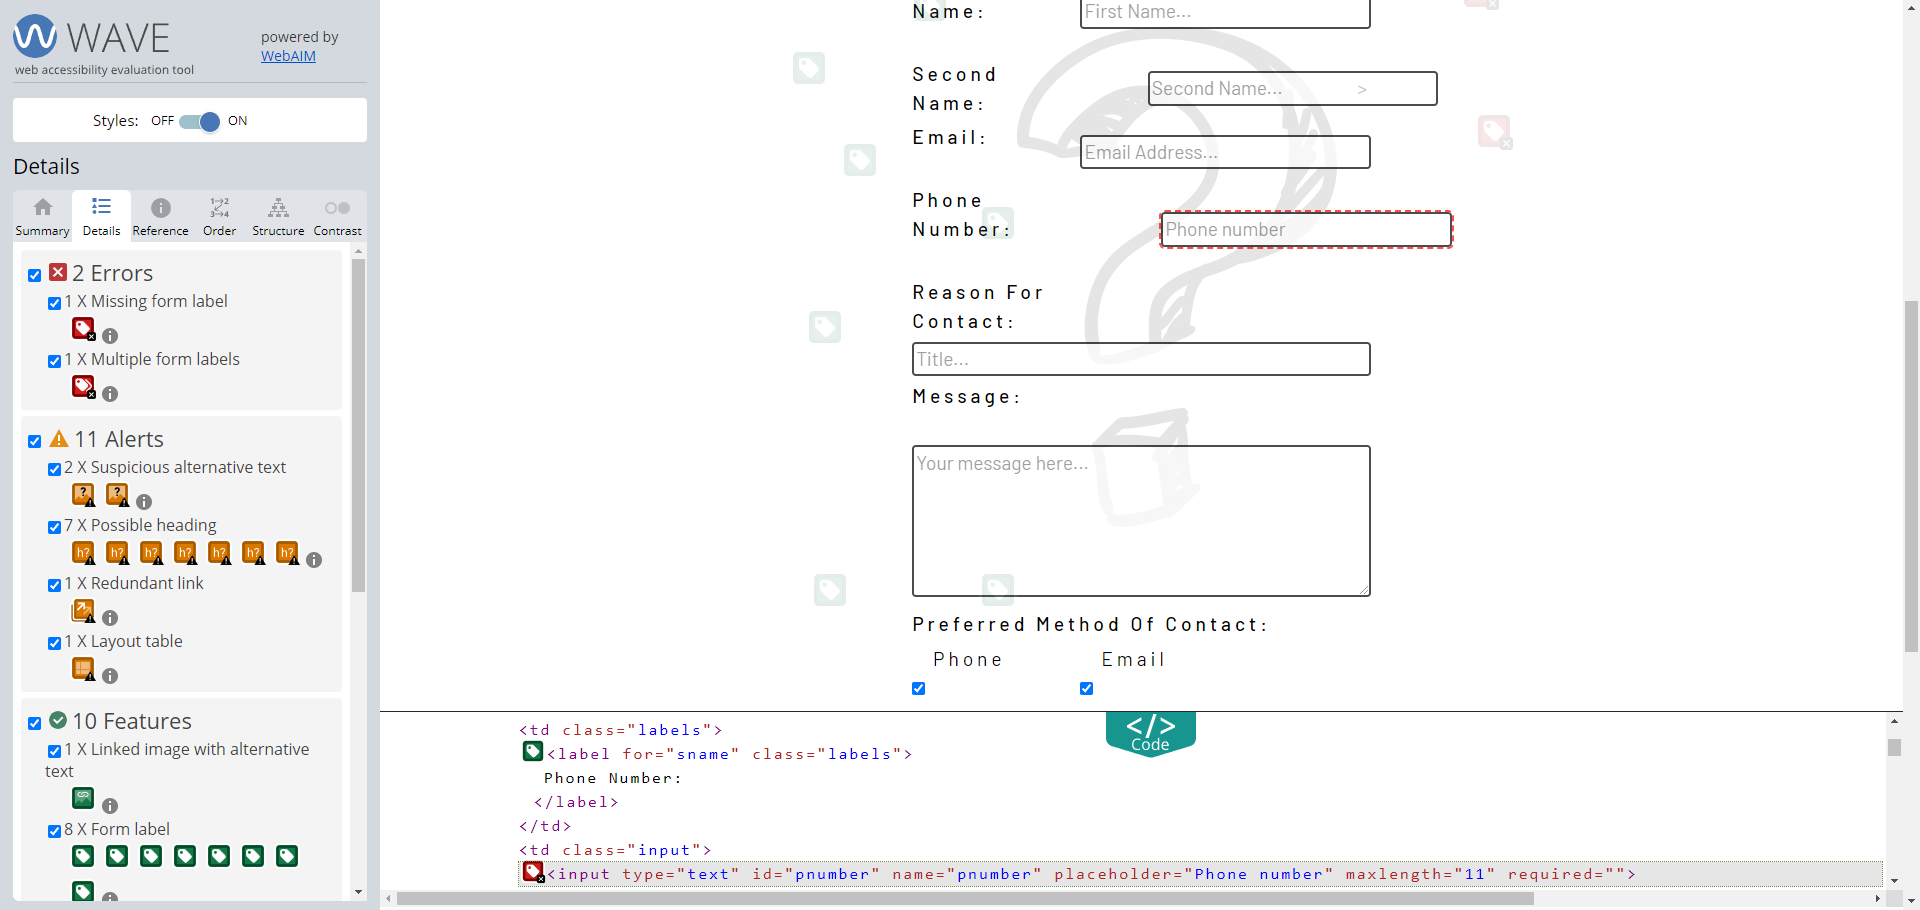 WAVE
powered by
WebAIM
web accessibility evaluation tool
Styles: OFF ON
Details
Summary Details Reference Order Structure Contrast
2 Errors
1 X Missing form label
1 X Multiple form labels
11 Alerts
2 X Suspicious alternative text
7 X Possible heading
h? h? h? h? h? h? h?
1 X Redundant link
1 X Layout table
10 Features
1 X Linked image with alternative
text
8 X Form label
Name: First Name...
Second
Name:
Second Name... >
Email: Email Address...
Phone
Number:
Phone number
Reason For
Contact:
Title...
Message:
Your message here...
Preferred Method Of Contact:
Phone Email
</>
Code
<td class="labels">
<label for="sname" class="labels">
Phone Number:
</label>
</td>
<td class="input">
<input type="text" id="pnumber" name="pnumber" placeholder="Phone number" maxlength="11" required="">